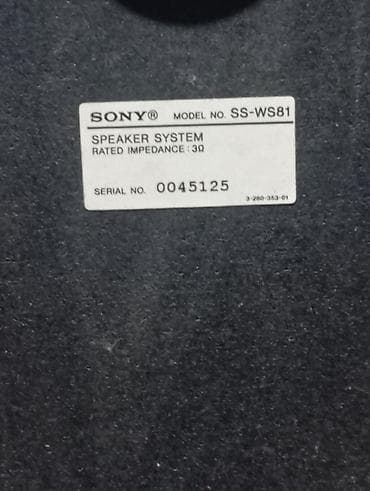 SONY® MODEL NO. SS-WS81
SPEAKER SYSTEM
RATED IMPEDANCE : 3Ω
SERIAL NO. 0045125
3-280-353-01